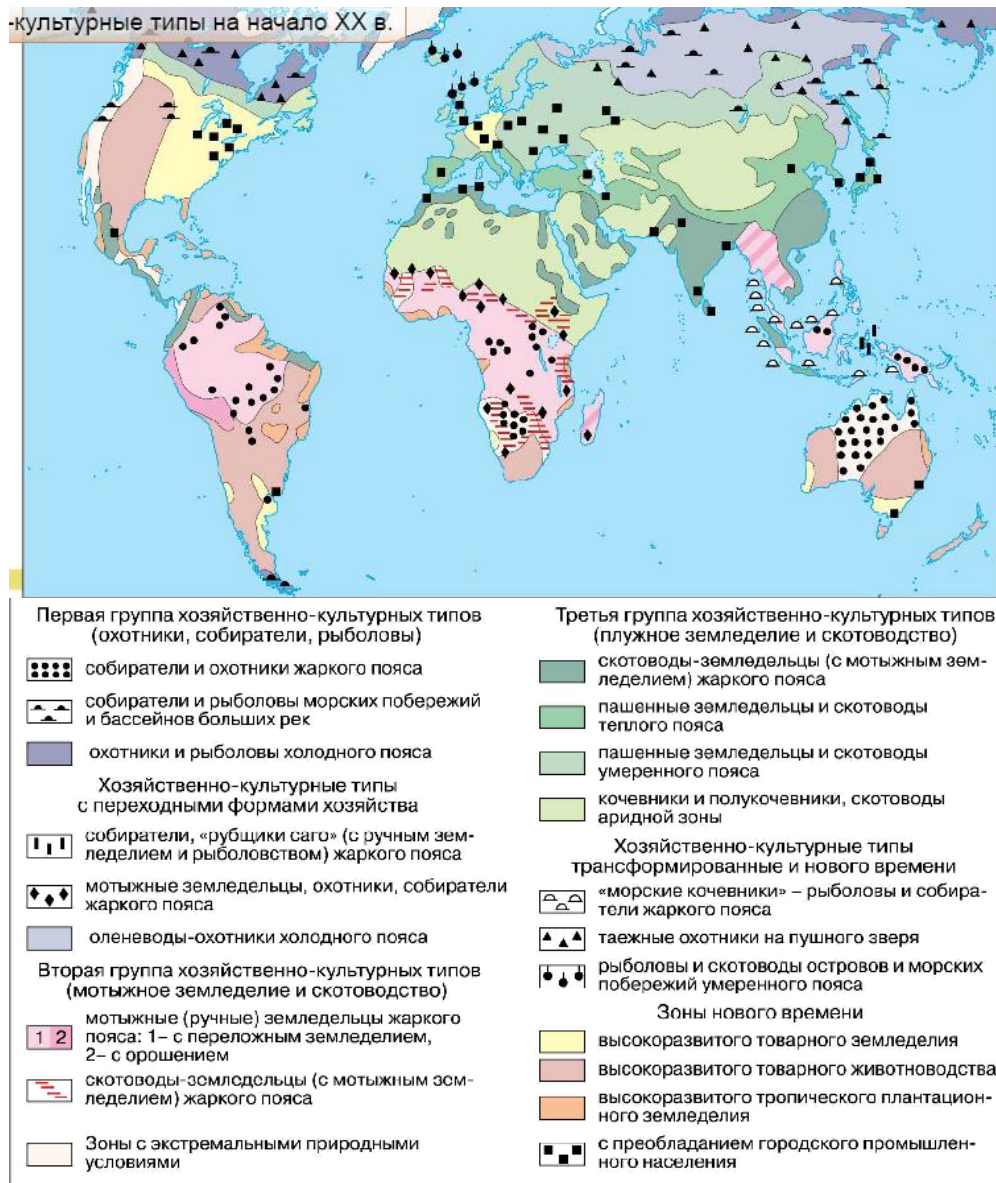 -культурные типы на начало XX в.
Первая группа хозяйственно-культурных типов
(охотники, собиратели, рыболовы)
собиратели и охотники жаркого пояса
собиратели и рыболовы морских побережий
и бассейнов больших рек
охотники и рыболовы холодного пояса
Хозяйственно-культурные типы
с переходными формами хозяйства
собиратели, «рубщики саго» (с ручным зем-
леделием и рыболовством) жаркого пояса
мотыжные земледельцы, охотники, собиратели
жаркого пояса
оленеводы-охотники холодного пояса
Вторая группа хозяйственно-культурных типов
(мотыжное земледелие и скотоводство)
1 2
мотыжные (ручные) земледельцы жаркого
пояса: 1– с переложным земледелием,
2– с орошением
скотоводы-земледельцы (с мотыжным зем-
леделием) жаркого пояса
Зоны с экстремальными природными
условиями
Третья группа хозяйственно-культурных типов
(плужное земледелие и скотоводство)
скотоводы-земледельцы (с мотыжным зем-
леделием) жаркого пояса
пашенные земледельцы и скотоводы
теплого пояса
пашенные земледельцы и скотоводы
умеренного пояса
кочевники и полукочевники, скотоводы
аридной зоны
Хозяйственно-культурные типы
трансформированные и нового времени
«морские кочевники» – рыболовы и собира-
тели жаркого пояса
таежные охотники на пушного зверя
рыболовы и скотоводы островов и морских
побережий умеренного пояса
Зоны нового времени
высокоразвитого товарного земледелия
высокоразвитого товарного животноводства
высокоразвитого тропического плантацион-
ного земледелия
с преобладанием городского промышлен-
ного населения